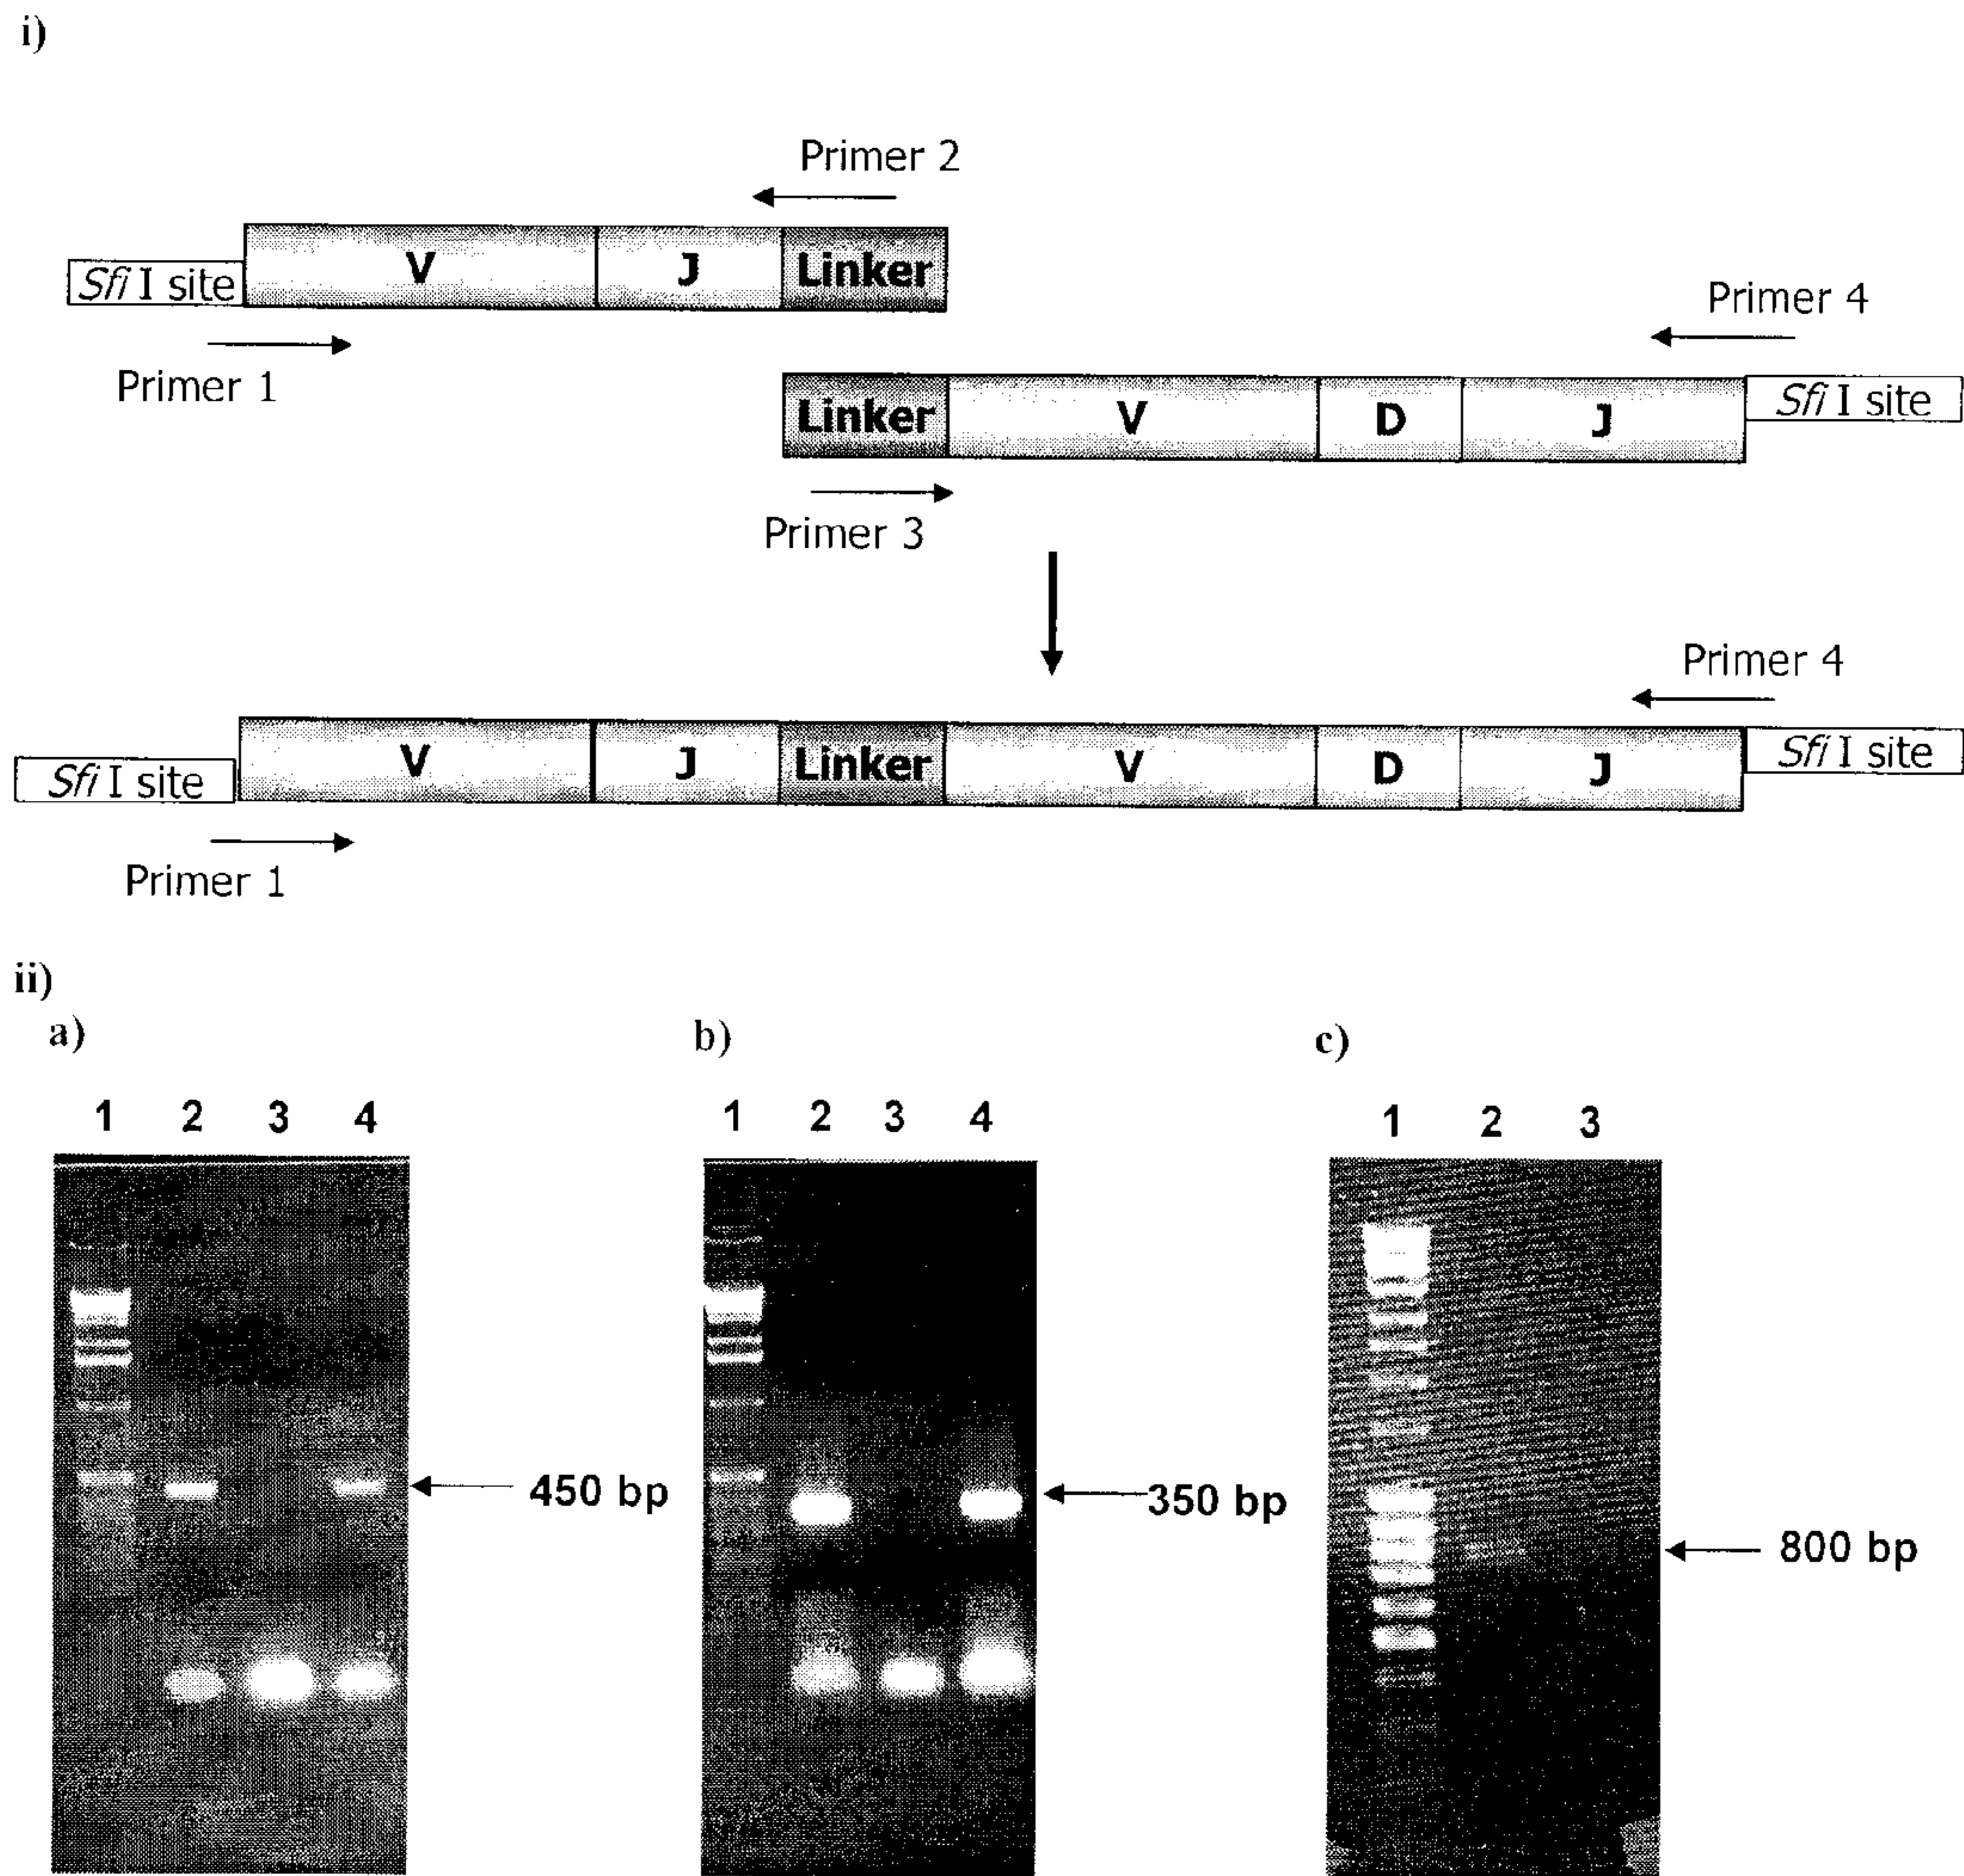 i)
Primer 2
Sfi I site V J Linker
Primer 4
Primer 1
Linker V D J Sfi I site
Primer 3
Primer 4
Sfi I site V J Linker V D J Sfi I site
Primer 1
ii)
a) b) c)
1 2 3 4 1 2 3 4 1 2 3
450 bp 350 bp 800 bp